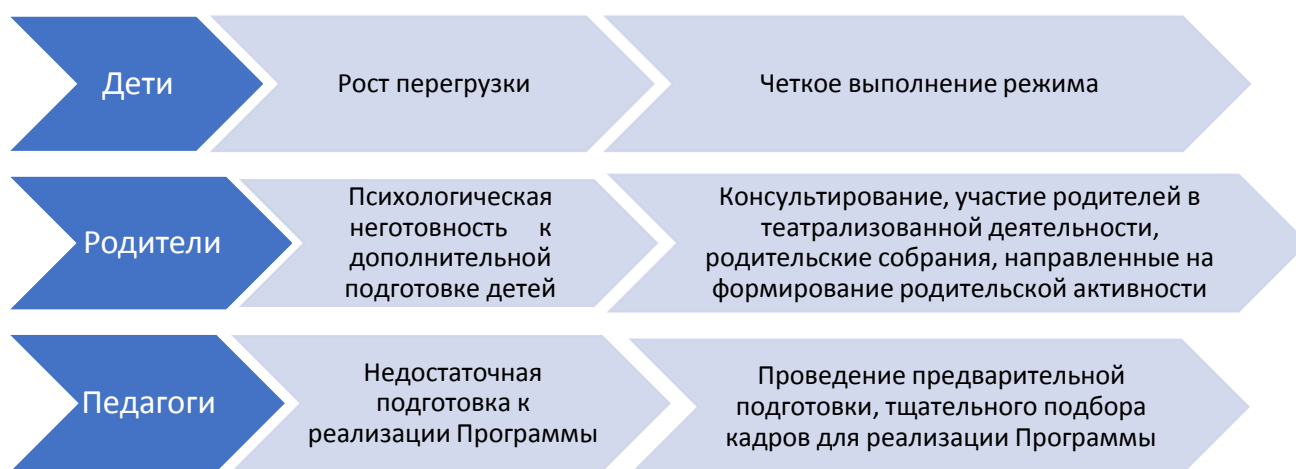 Дети
Рост перегрузки
Четкое выполнение режима
Родители
Психологическая
неготовность к
дополнительной
подготовке детей
Консультирование, участие родителей в
театрализованной деятельности,
родительские собрания, направленные на
формирование родительской активности
Педагоги
Недостаточная
подготовка к
реализации Программы
Проведение предварительной
подготовки, тщательного подбора
кадров для реализации Программы